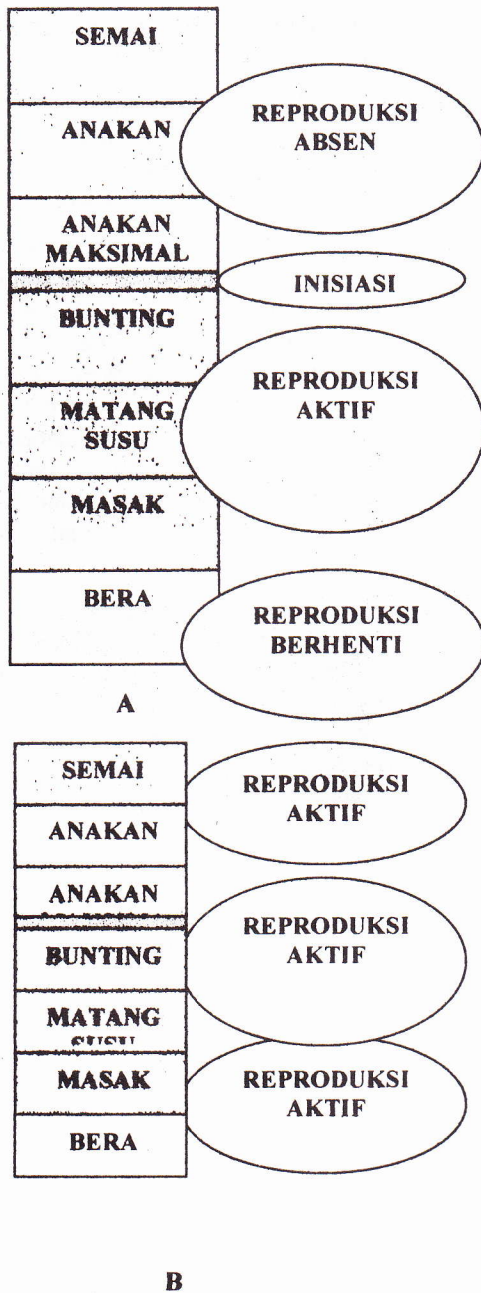 SEMAI
REPRODUKSI
ABSEN
ANAKAN
ANAKAN
MAKSIMAL
INISIASI
BUNTING
REPRODUKSI
AKTIF
MATANG
SUSU
MASAK
BERA
REPRODUKSI
BERHENTI
A
SEMAI
REPRODUKSI
AKTIF
ANAKAN
ANAKAN
REPRODUKSI
AKTIF
BUNTING
MATANG
SUSU
MASAK
REPRODUKSI
AKTIF
BERA
B